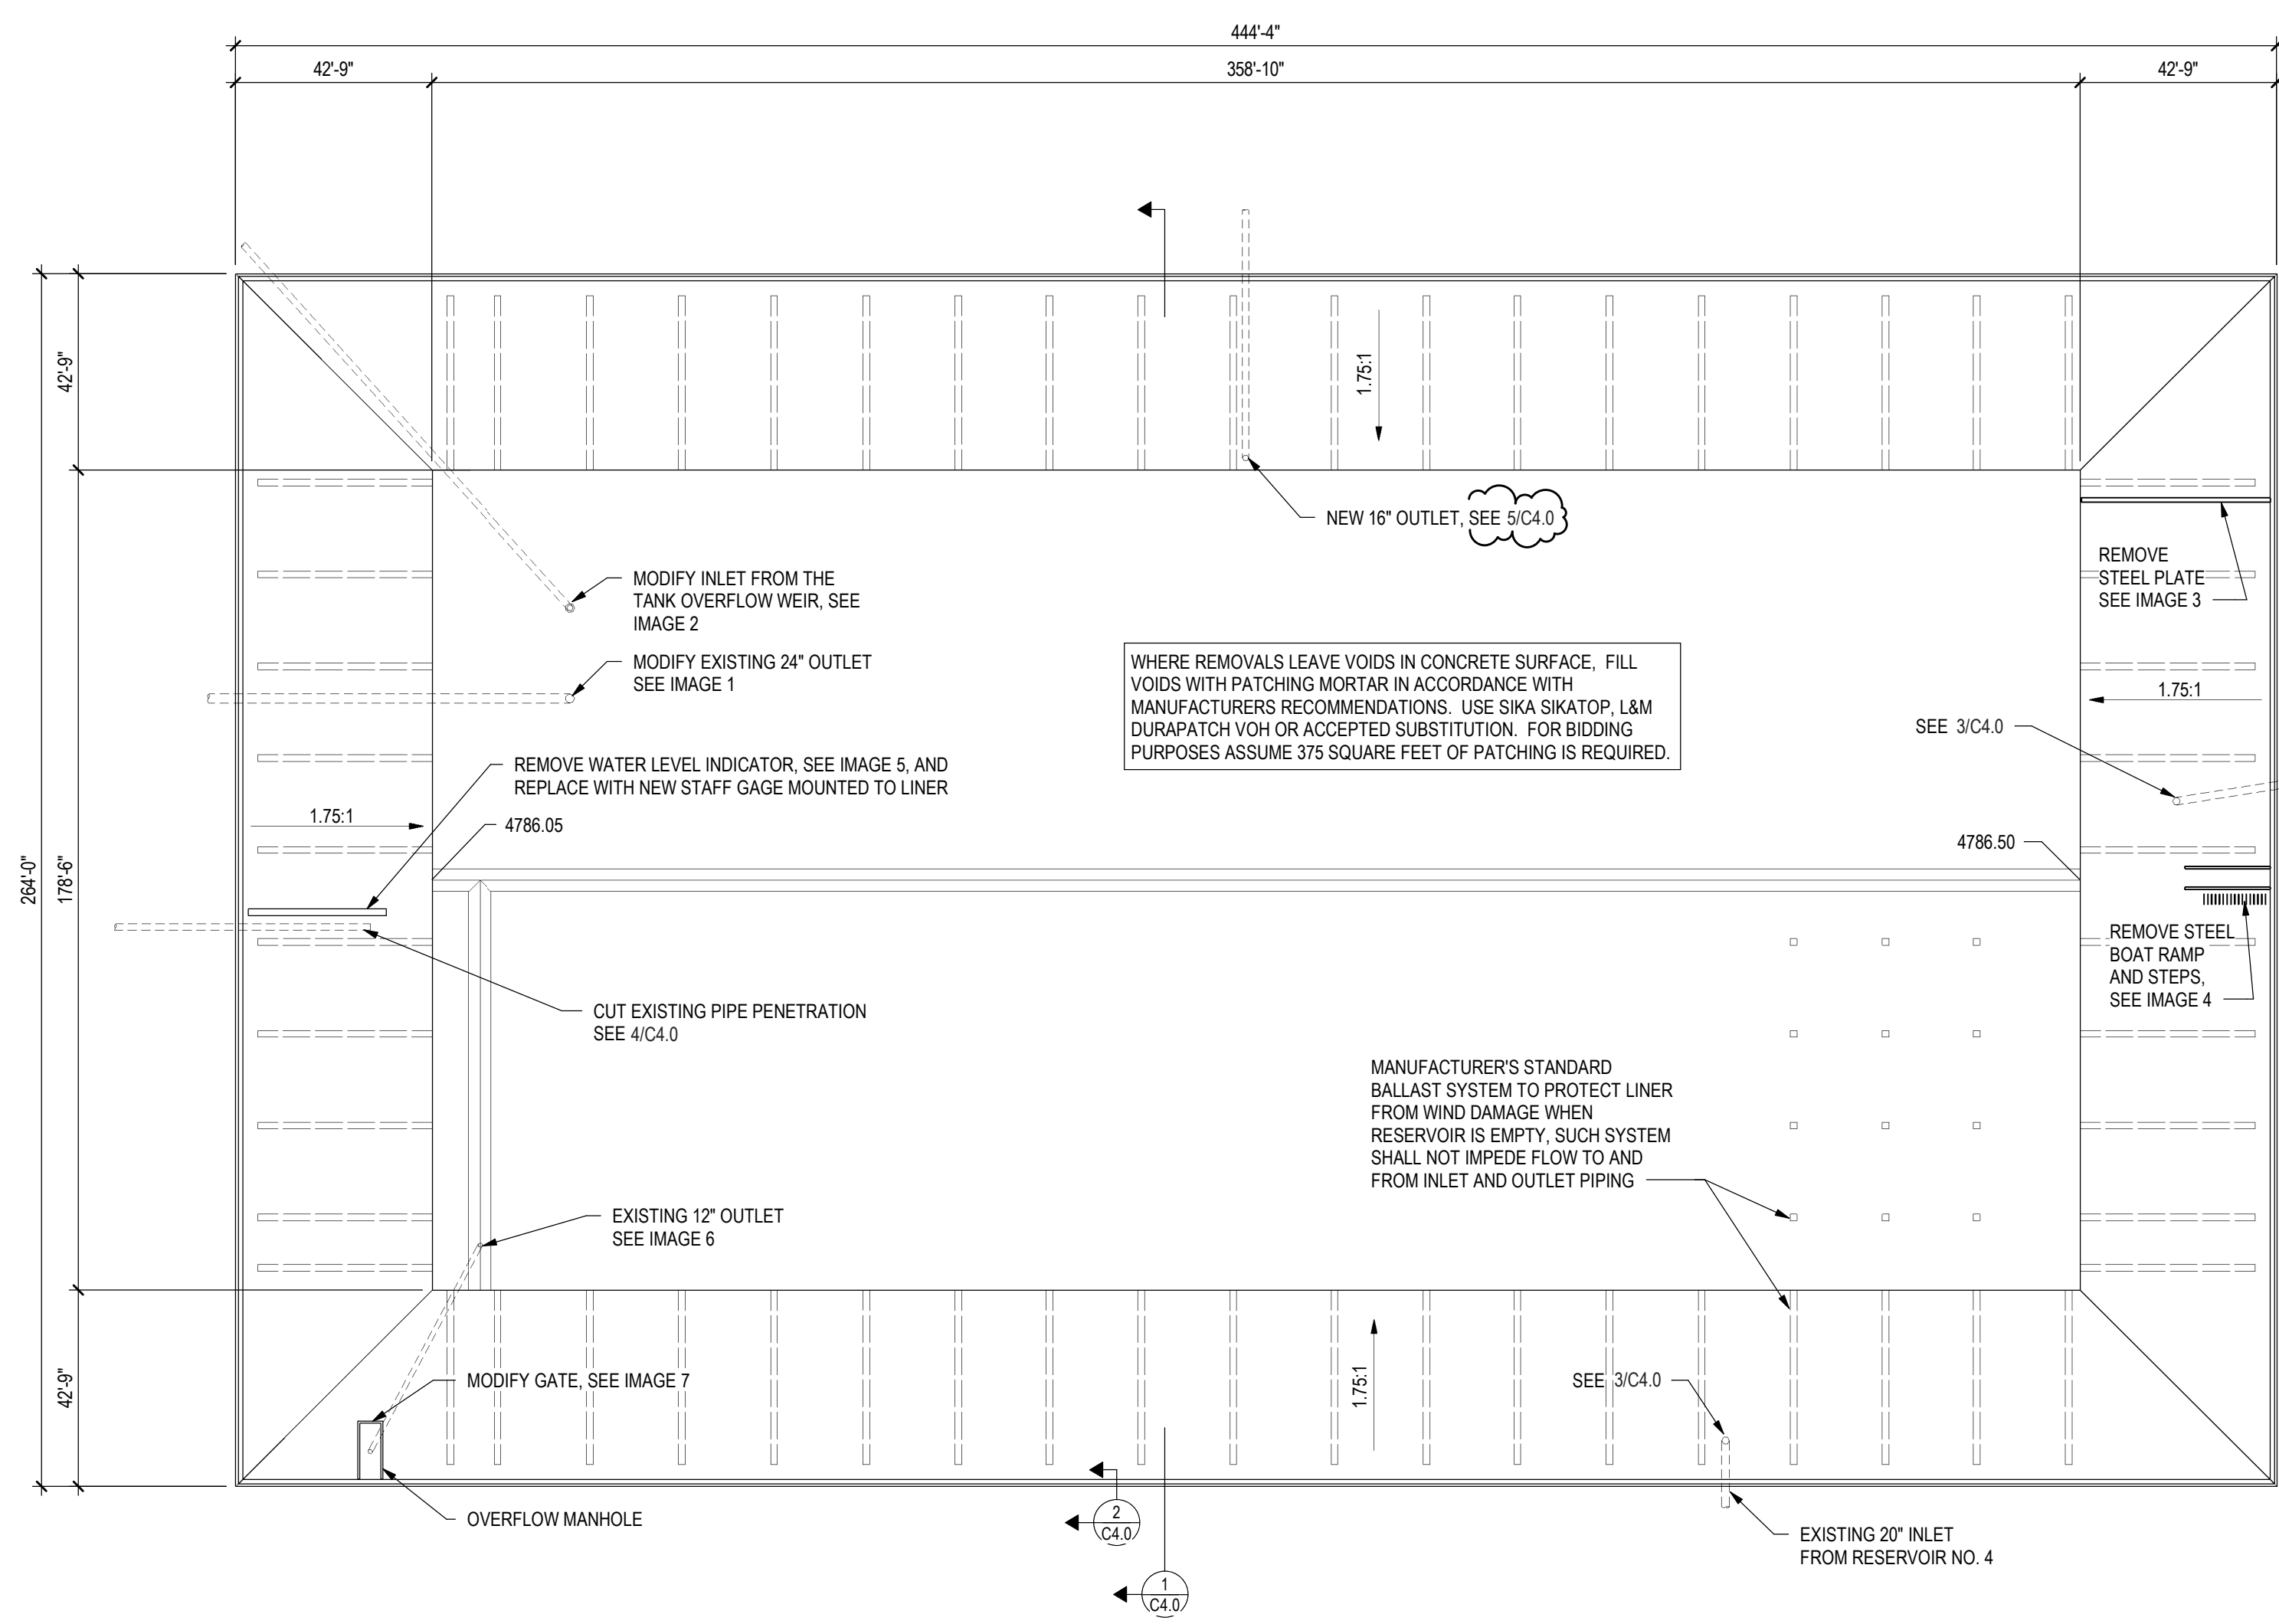 444'-4"
42'-9"
358'-10"
42'-9"
42'-9"
1.75:1
NEW 16" OUTLET, SEE 5/C4.0
REMOVE
STEEL PLATE
SEE IMAGE 3
MODIFY INLET FROM THE
TANK OVERFLOW WEIR, SEE
IMAGE 2
MODIFY EXISTING 24" OUTLET
SEE IMAGE 1
WHERE REMOVALS LEAVE VOIDS IN CONCRETE SURFACE, FILL
VOIDS WITH PATCHING MORTAR IN ACCORDANCE WITH
MANUFACTURERS RECOMMENDATIONS. USE SIKA SIKATOP, L&M
DURAPATCH VOH OR ACCEPTED SUBSTITUTION. FOR BIDDING
PURPOSES ASSUME 375 SQUARE FEET OF PATCHING IS REQUIRED.
1.75:1
SEE 3/C4.0
REMOVE WATER LEVEL INDICATOR, SEE IMAGE 5, AND
REPLACE WITH NEW STAFF GAGE MOUNTED TO LINER
1.75:1
4786.05
4786.50
264'-0"
178'-6"
REMOVE STEEL
BOAT RAMP
AND STEPS,
SEE IMAGE 4
CUT EXISTING PIPE PENETRATION
SEE 4/C4.0
MANUFACTURER'S STANDARD
BALLAST SYSTEM TO PROTECT LINER
FROM WIND DAMAGE WHEN
RESERVOIR IS EMPTY, SUCH SYSTEM
SHALL NOT IMPEDE FLOW TO AND
FROM INLET AND OUTLET PIPING
EXISTING 12" OUTLET
SEE IMAGE 6
42'-9"
MODIFY GATE, SEE IMAGE 7
1.75:1
SEE 3/C4.0
OVERFLOW MANHOLE
2
C4.0
EXISTING 20" INLET
FROM RESERVOIR NO. 4
1
C4.0